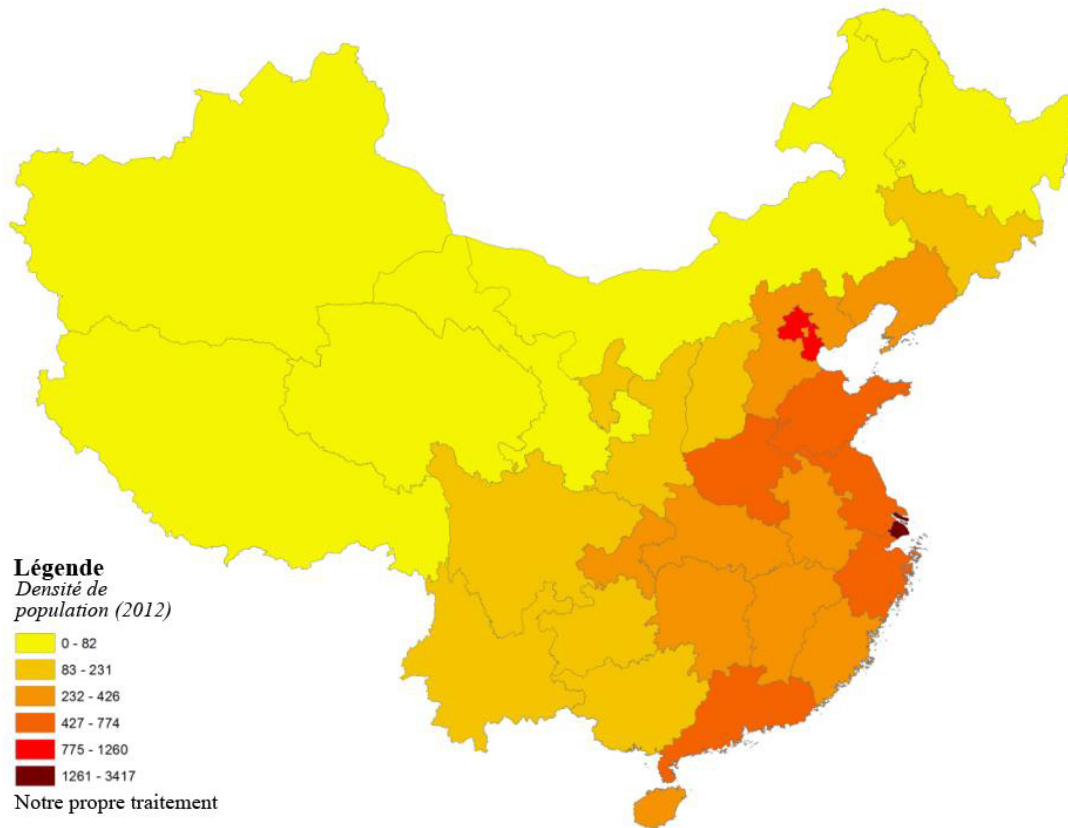 Légende
Densité de
population (2012)
0 - 82
83 - 231
232 - 426
427 - 774
775 - 1260
1261 - 3417
Notre propre traitement